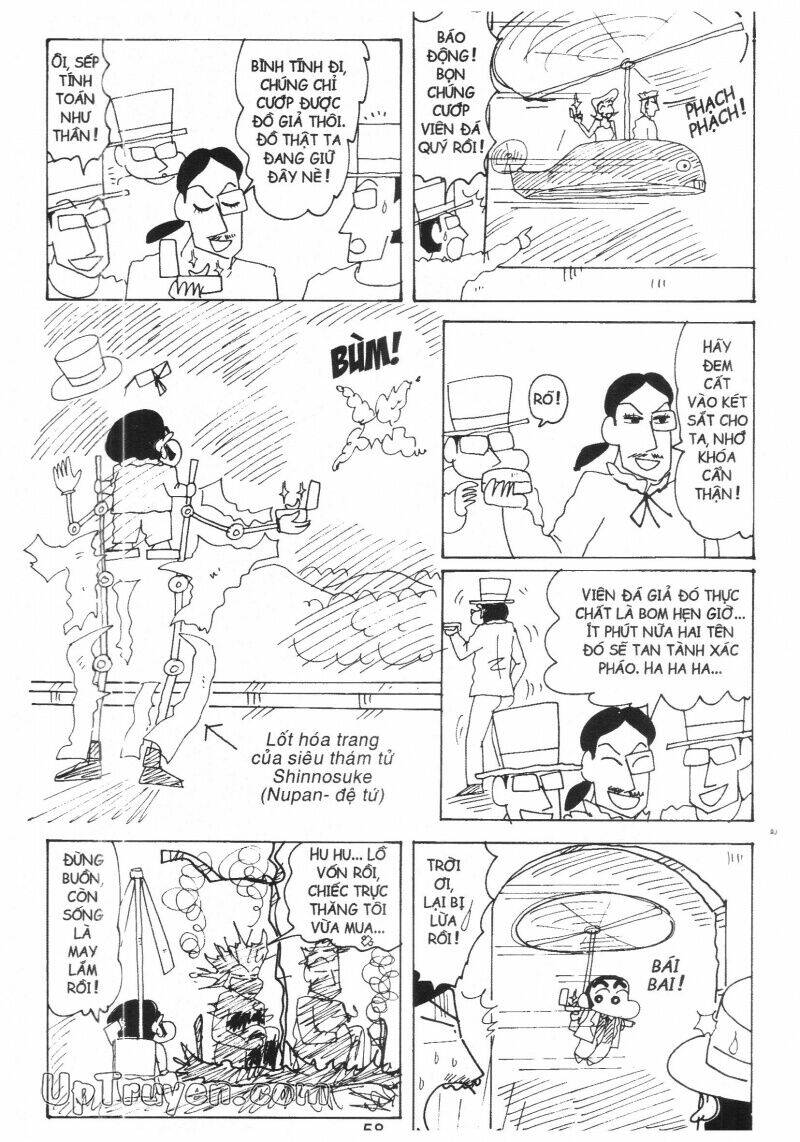 BÁO
ĐỘNG!
BỌN
CHÚNG
CƯỚP
VIÊN ĐÁ
QUÝ RỒI!
PHẠCH
PHẠCH!
BÌNH TĨNH ĐI,
CHÚNG CHỈ
CƯỚP ĐƯỢC
ĐỒ GIẢ THÔI.
ĐỒ THẬT TA
ĐANG GIỮ
ĐÂY NÈ!
ÔI, SẾP
TÍNH
TOÁN
NHƯ
THẦN!
HÃY
ĐEM
CẤT
VÀO KÉT
SẮT CHO
TA, NHỚ
KHÓA
CẨN
THẬN!
RÕ!
VIÊN ĐÁ GIẢ ĐÓ THỰC
CHẤT LÀ BOM HẸN GIỜ...
ÍT PHÚT NỮA HAI TÊN
ĐÓ SẼ TAN TÀNH XÁC
PHÁO. HA HA HA...
BÙM!
Lốt hóa trang
của siêu thám tử
Shinnosuke
(Nupan- đệ tứ)
TRỜI
ƠI,
LẠI BỊ
LỪA
RỒI!
BÁI
BAI!
HU HU... LỖ
VỐN RỒI,
CHIẾC TRỰC
THĂNG TÔI
VỪA MUA...
ĐỪNG
BUỒN,
CÒN
SỐNG
LÀ
MAY
LẮM
RỒI!
UpTruyen.com
58